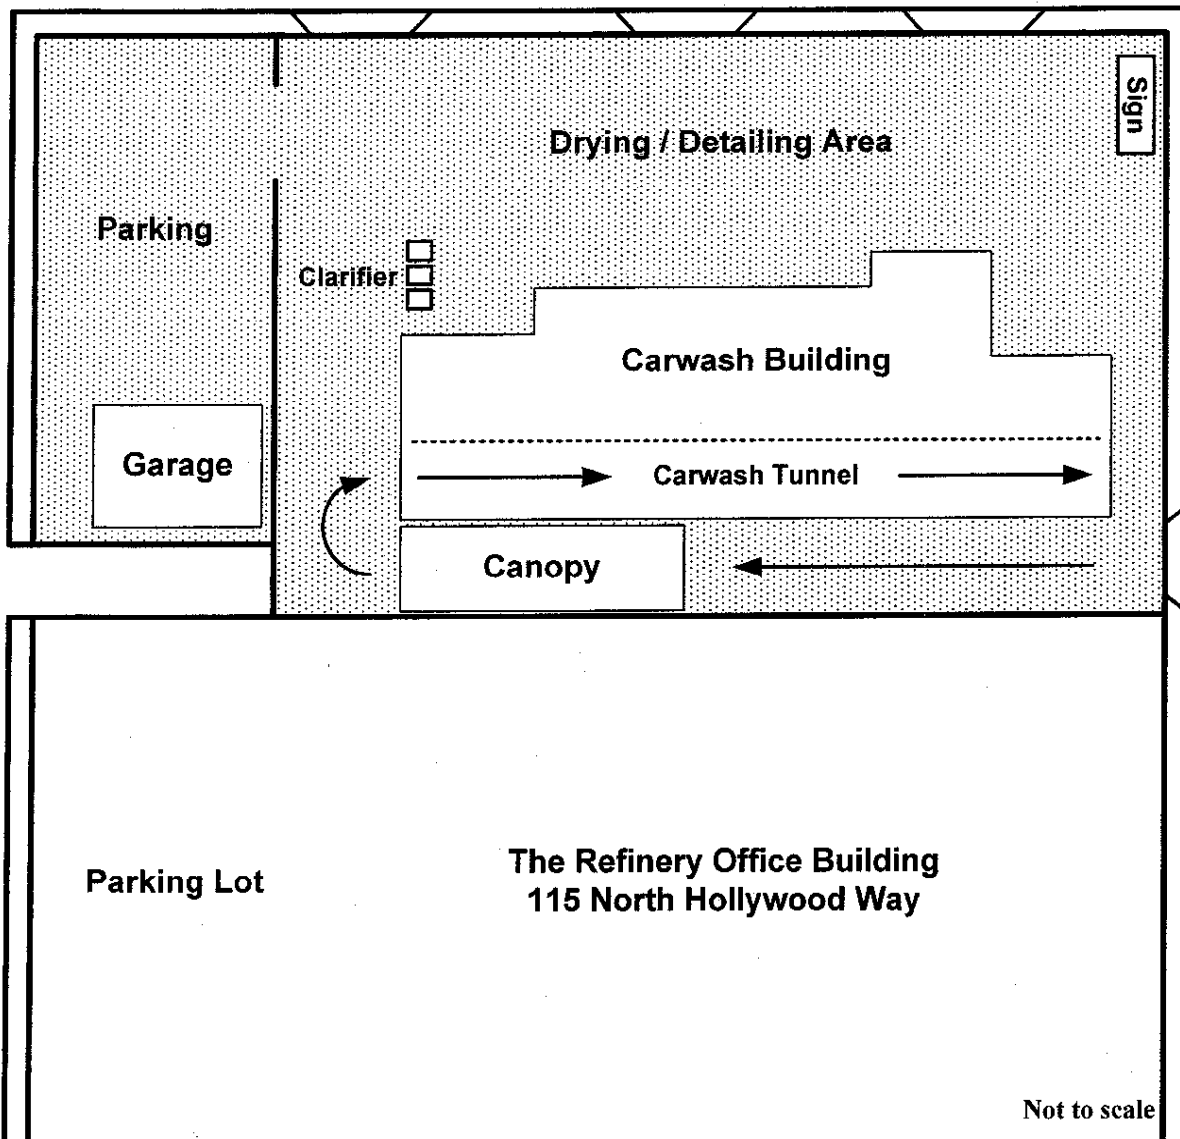 Sign
Drying / Detailing Area
Parking
Clarifier
Carwash Building
Garage
Carwash Tunnel
Canopy
The Refinery Office Building
115 North Hollywood Way
Parking Lot
Not to scale